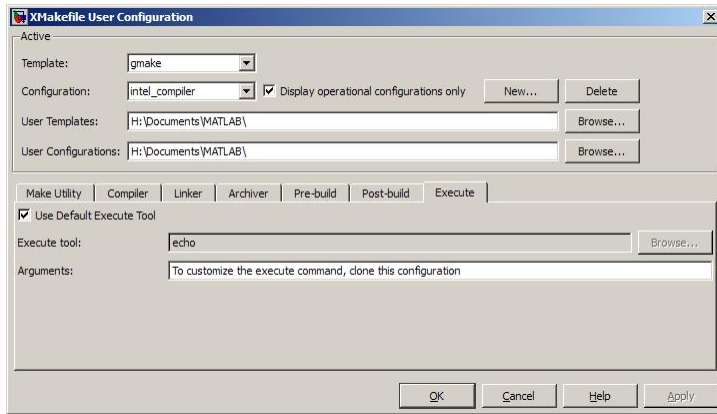 XMakefile User Configuration
Active
Template: gmake
Configuration: intel_compiler Display operational configurations only New... Delete
User Templates: H:\Documents\MATLAB\ Browse...
User Configurations: H:\Documents\MATLAB\ Browse...
Make Utility Compiler Linker Archiver Pre-build Post-build Execute
Use Default Execute Tool
Execute tool: echo Browse...
Arguments: To customize the execute command, clone this configuration
OK Cancel Help Apply